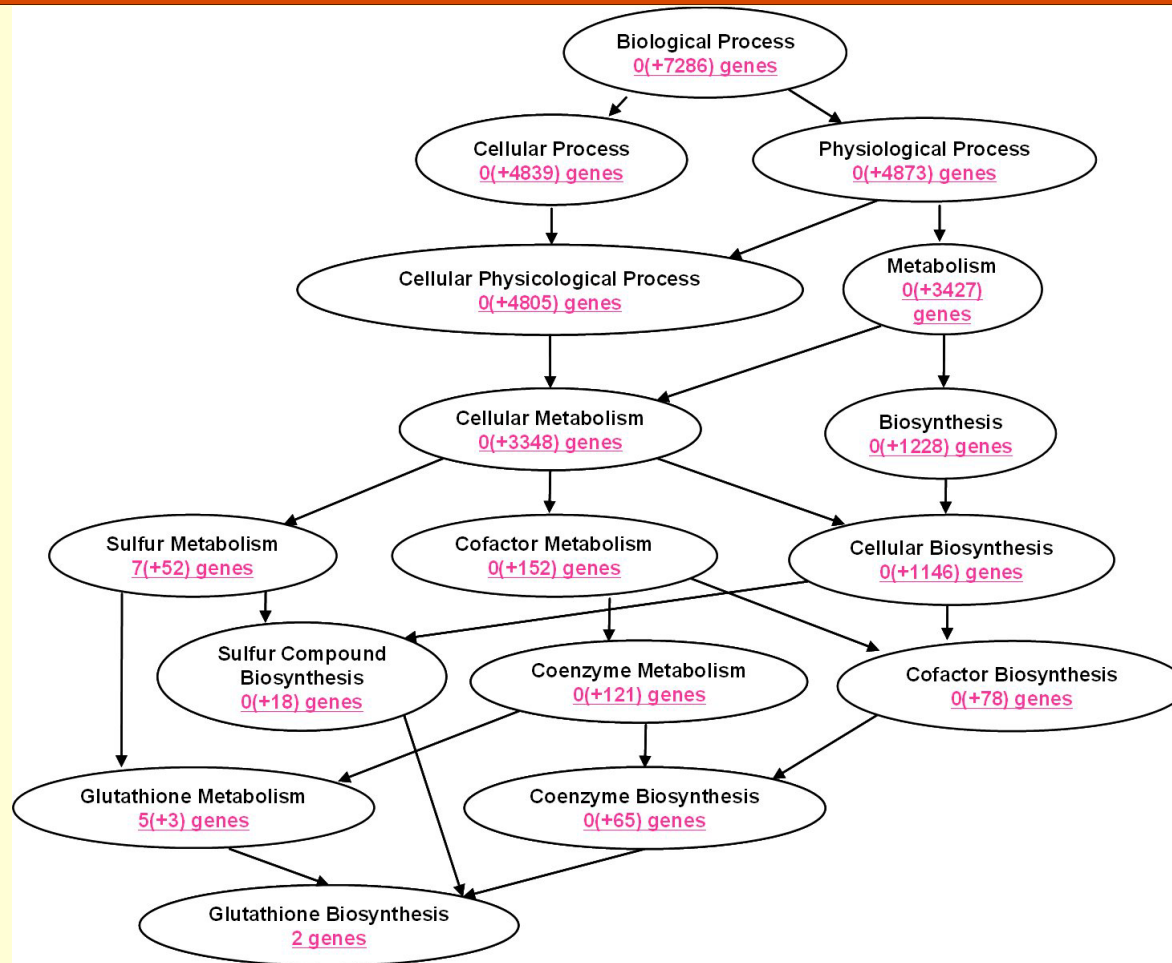 Biological Process
0(+7286) genes
Cellular Process
0(+4839) genes
Physiological Process
0(+4873) genes
Cellular Physicological Process
0(+4805) genes
Metabolism
0(+3427)
genes
Cellular Metabolism
0(+3348) genes
Biosynthesis
0(+1228) genes
Sulfur Metabolism
7(+52) genes
Cofactor Metabolism
0(+152) genes
Cellular Biosynthesis
0(+1146) genes
Sulfur Compound
Biosynthesis
0(+18) genes
Coenzyme Metabolism
0(+121) genes
Cofactor Biosynthesis
0(+78) genes
Glutathione Metabolism
5(+3) genes
Coenzyme Biosynthesis
0(+65) genes
Glutathione Biosynthesis
2 genes